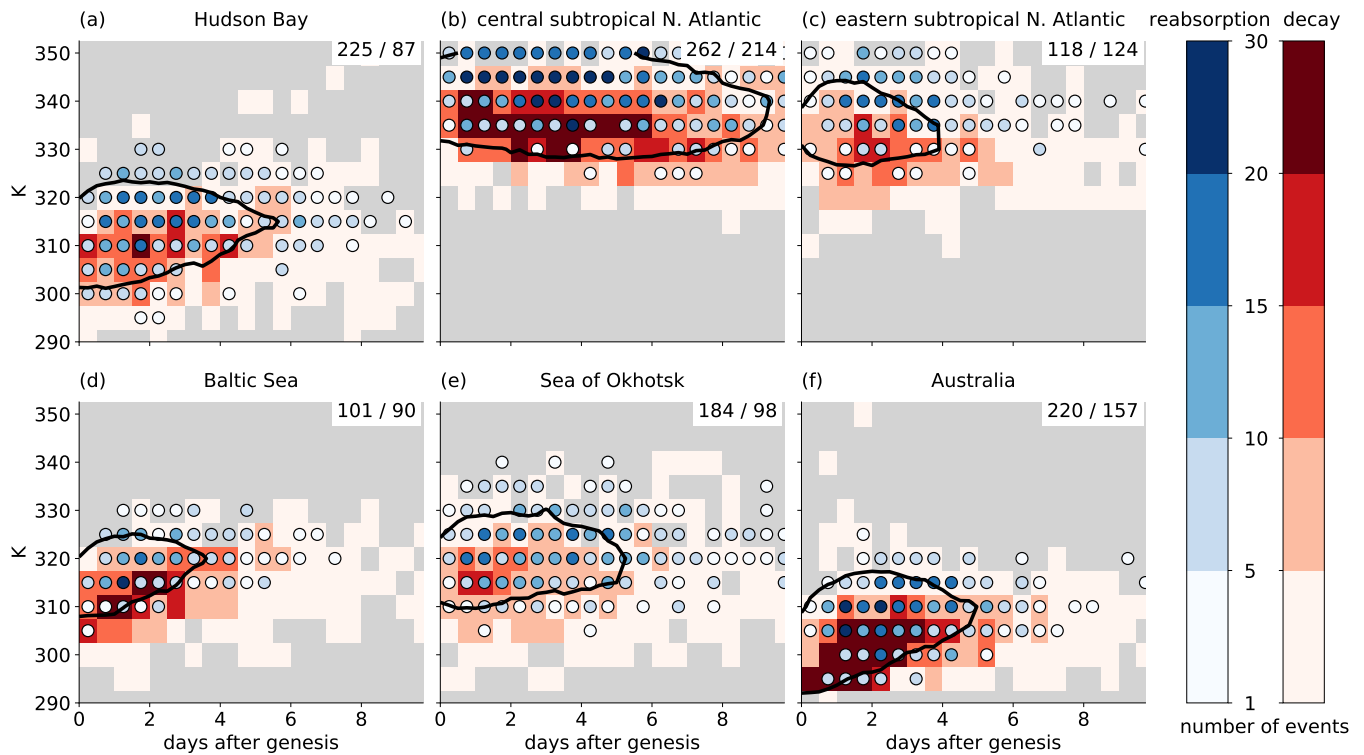 (a) Hudson Bay
(b) central subtropical N. Atlantic
(c) eastern subtropical N. Atlantic
reabsorption decay
225 / 87
262 / 214
118 / 124
350
340
330
320
310
300
290
K
(d) Baltic Sea
(e) Sea of Okhotsk
(f) Australia
101 / 90
184 / 98
220 / 157
350
340
330
320
310
300
290
K
0 2 4 6 8
0 2 4 6 8
0 2 4 6 8
days after genesis
days after genesis
days after genesis
30
20
15
10
5
1
number of events